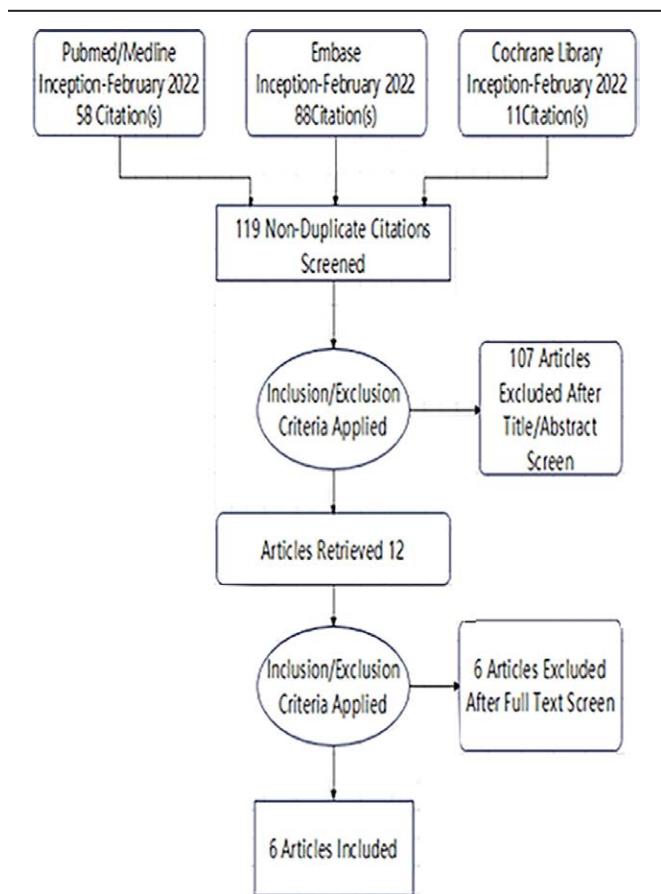 Pubmed/Medline
Inception-February 2022
58 Citation(s)
Embase
Inception-February 2022
88Citation(s)
Cochrane Library
Inception-February 2022
11Citation(s)
119 Non-Duplicate Citations
Screened
Inclusion/Exclusion
Criteria Applied
107 Articles
Excluded After
Title/Abstract
Screen
Articles Retrieved 12
Inclusion/Exclusion
Criteria Applied
6 Articles Excluded
After Full Text Screen
6 Articles Included